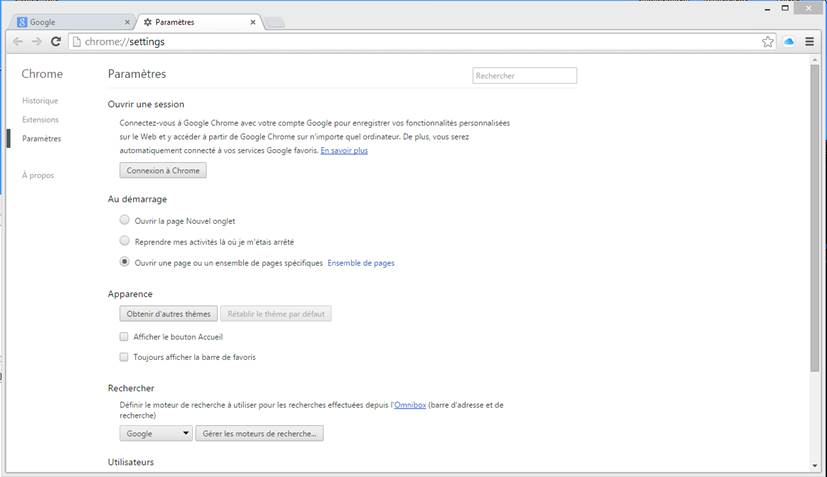 Google
Paramètres
chrome://settings
Chrome
Historique
Extensions
Paramètres
À propos
Paramètres
Rechercher
Ouvrir une session
Connectez-vous à Google Chrome avec votre compte Google pour enregistrer vos fonctionnalités personnalisées
sur le Web et y accéder à partir de Google Chrome sur n'importe quel ordinateur. De plus, vous serez
automatiquement connecté à vos services Google favoris. En savoir plus
Connexion à Chrome
Au démarrage
Ouvrir la page Nouvel onglet
Reprendre mes activités là où je m'étais arrêté
Ouvrir une page ou un ensemble de pages spécifiques Ensemble de pages
Apparence
Obtenir d'autres thèmes Rétablir le thème par défaut
Afficher le bouton Accueil
Toujours afficher la barre de favoris
Rechercher
Définir le moteur de recherche à utiliser pour les recherches effectuées depuis l'Omnibox (barre d'adresse et de
recherche)
Google Gérer les moteurs de recherche...
Utilisateurs